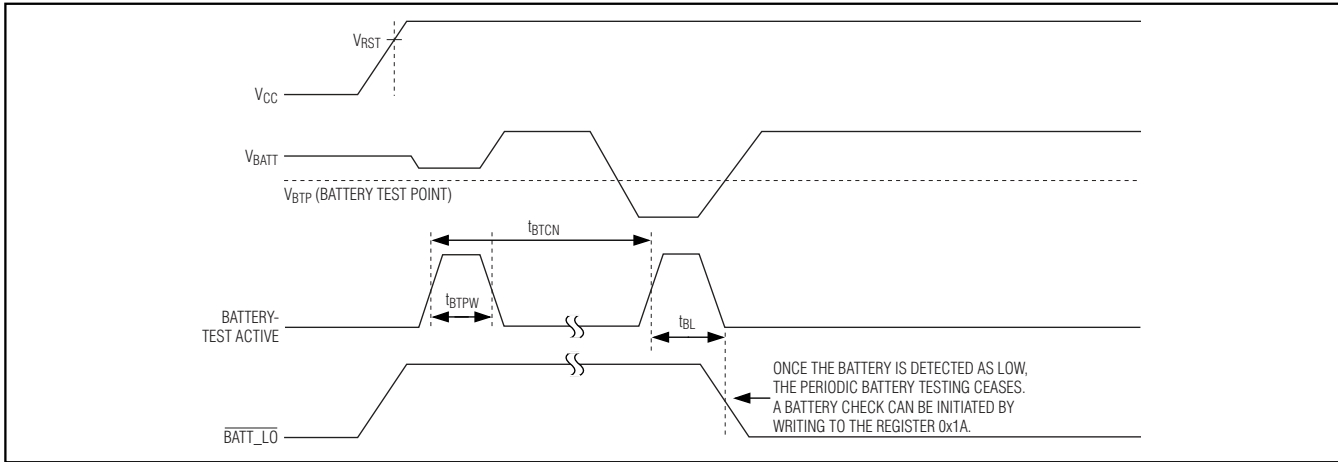 VRST
VCC
VBATT
VBTP (BATTERY TEST POINT)
tBTCN
tBTPW
BATTERY-
TEST ACTIVE
tBL
ONCE THE BATTERY IS DETECTED AS LOW,
THE PERIODIC BATTERY TESTING CEASES.
A BATTERY CHECK CAN BE INITIATED BY
WRITING TO THE REGISTER 0x1A.
BATT_LO